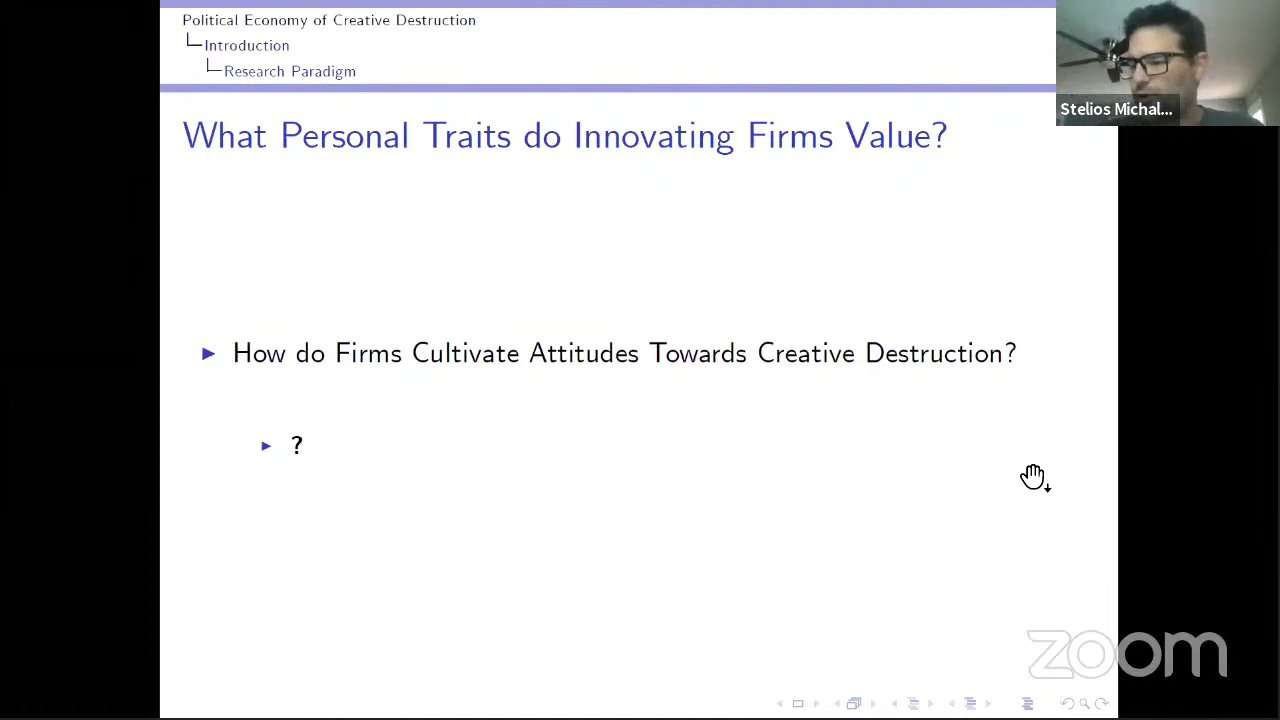 Political Economy of Creative Destruction
Introduction
Research Paradigm
Stelios Michal...
What Personal Traits do Innovating Firms Value?
How do Firms Cultivate Attitudes Towards Creative Destruction?
?
zoom